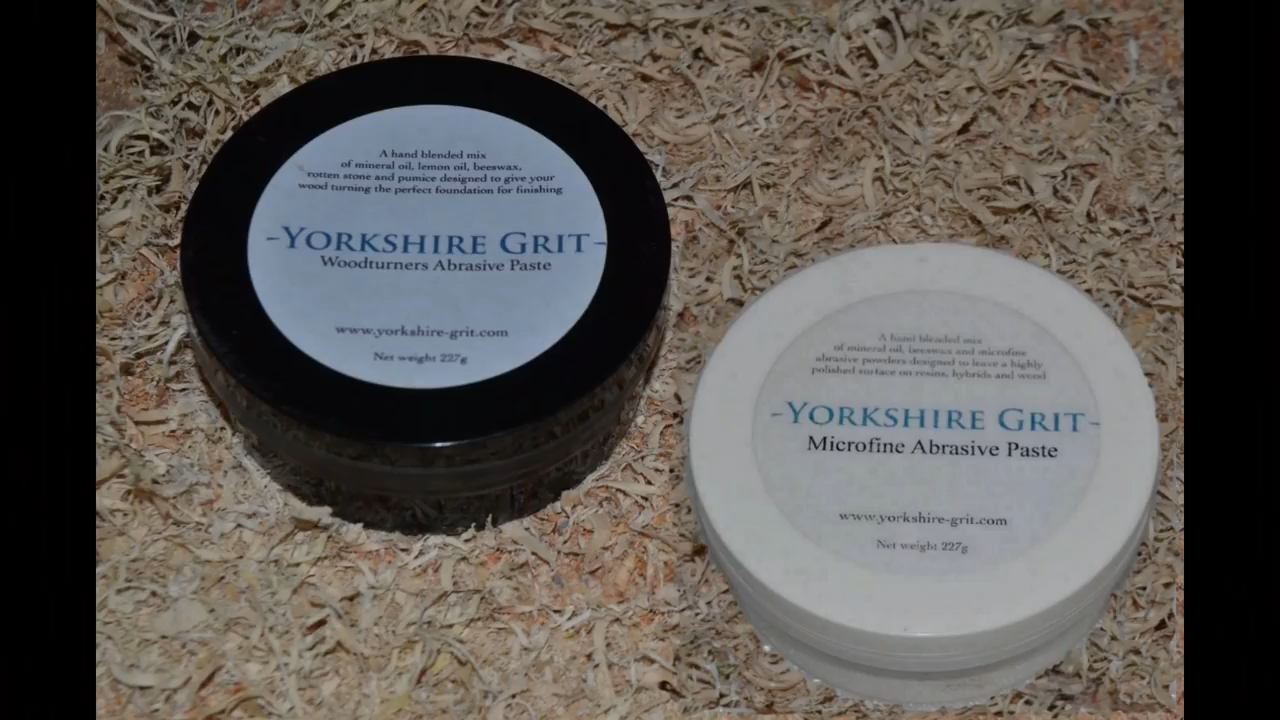 A hand blended mix
of mineral oil, lemon oil, beeswax,
rotten stone and pumice designed to give your
wood turning the perfect foundation for finishing
-YORKSHIRE GRIT-
Woodturners Abrasive Paste
www.yorkshire-grit.com
Net weight 227g
A hand blended mix
of mineral oil, beeswax and microfine
abrasive powders designed to leave a highly
polished surface on resins, hybrids and wood
-YORKSHIRE GRIT-
Microfine Abrasive Paste
www.yorkshire-grit.com
Net weight 227g